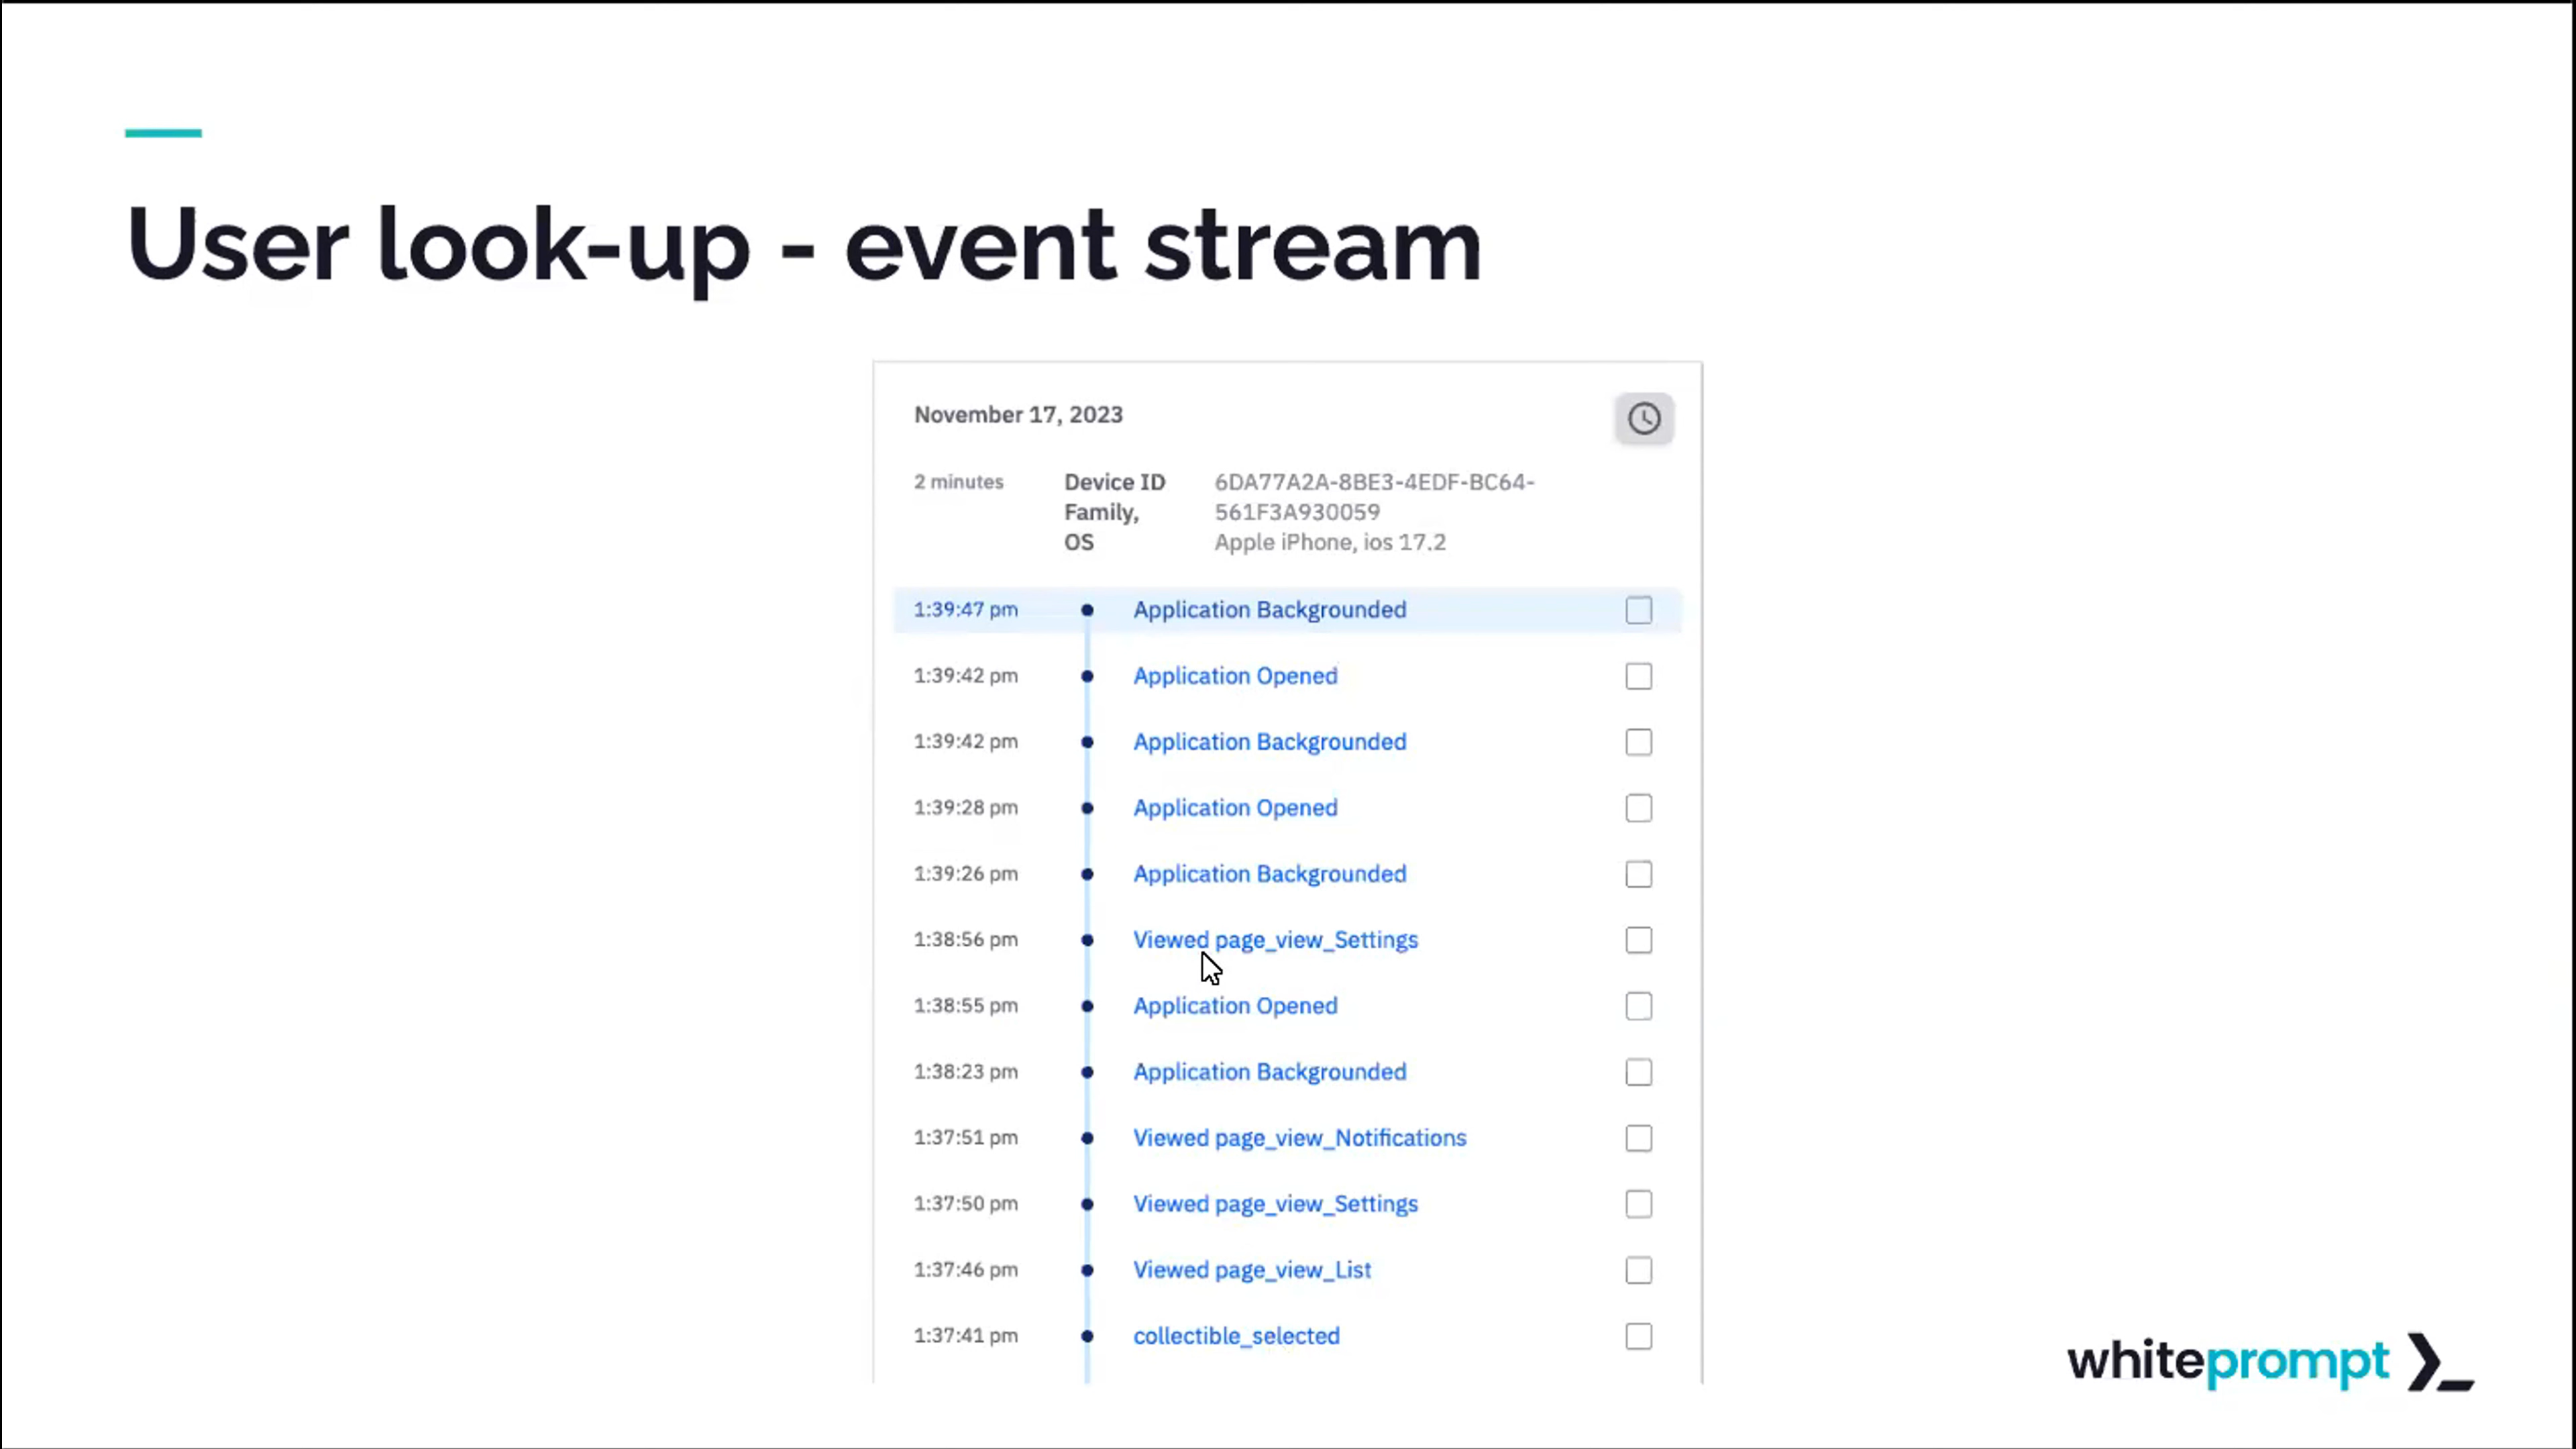 User look-up - event stream
November 17, 2023
2 minutes Device ID 6DA77A2A-8BE3-4EDF-BC64-
Family, 561F3A930059
OS Apple iPhone, ios 17.2
1:39:47 pm Application Backgrounded
1:39:42 pm Application Opened
1:39:42 pm Application Backgrounded
1:39:28 pm Application Opened
1:39:26 pm Application Backgrounded
1:38:56 pm Viewed page_view_Settings
1:38:55 pm Application Opened
1:38:23 pm Application Backgrounded
1:37:51 pm Viewed page_view_Notifications
1:37:50 pm Viewed page_view_Settings
1:37:46 pm Viewed page_view_List
1:37:41 pm collectible_selected
whiteprompt